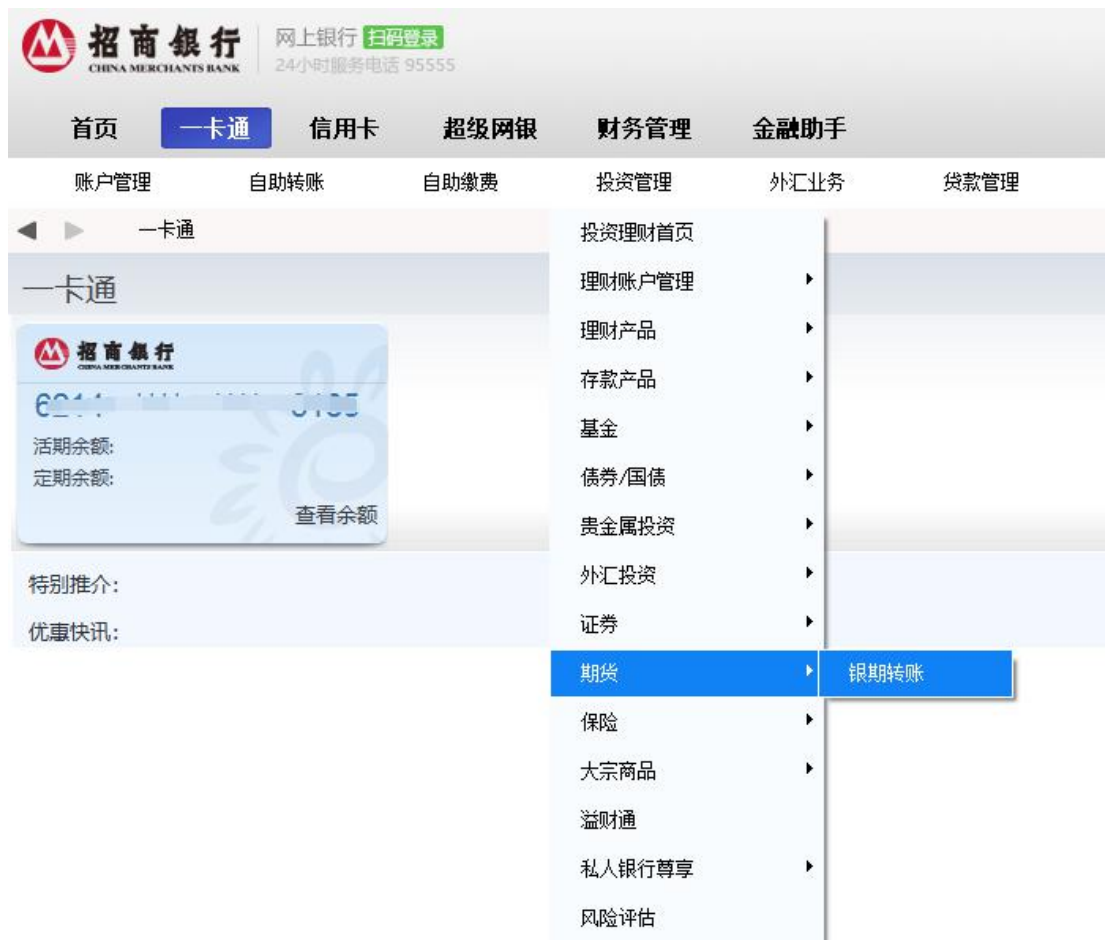 招商银行 网上银行 扫码登录
CHINA MERCHANTS BANK 24小时服务电话 95555
首页 一卡通 信用卡 超级网银 财务管理 金融助手
账户管理 自助转账 自助缴费 投资管理 外汇业务 贷款管理
一卡通
一卡通
招商银行
CHINA MERCHANTS BANK
活期余额:
定期余额:
查看余额
特别推介:
优惠快讯:
投资理财首页
理财账户管理
理财产品
存款产品
基金
债券/国债
贵金属投资
外汇投资
证券
期货 银期转账
保险
大宗商品
溢财通
私人银行尊享
风险评估